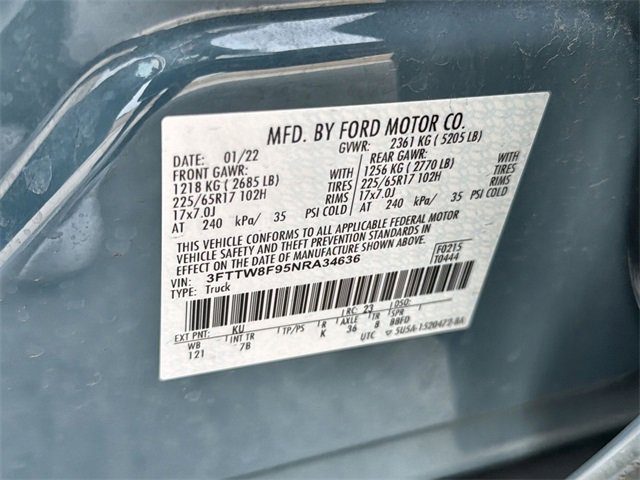 MFD. BY FORD MOTOR CO.
DATE: 01/22 GVWR: 2361 KG ( 5205 LB)
FRONT GAWR: REAR GAWR:
1218 KG ( 2685 LB) WITH 1256 KG ( 2770 LB) WITH
225/65R17 102H TIRES 225/65R17 102H TIRES
17x7.0J RIMS 17x7.0J RIMS
AT 240 kPa/ 35 PSI COLD AT 240 kPa/ 35 PSI COLD
THIS VEHICLE CONFORMS TO ALL APPLICABLE FEDERAL MOTOR
VEHICLE SAFETY AND THEFT PREVENTION STANDARDS IN
EFFECT ON THE DATE OF MANUFACTURE SHOWN ABOVE.
VIN: 3FTTW8F95NRA34636 F0215
TYPE: Truck T0444
EXT PNT: KU RC: 23 DSO:
WB INT TR TP/PS R AXLE TR SPR
121 7B K 36 8 BBFD
UTC 5U5A-1520472-BA